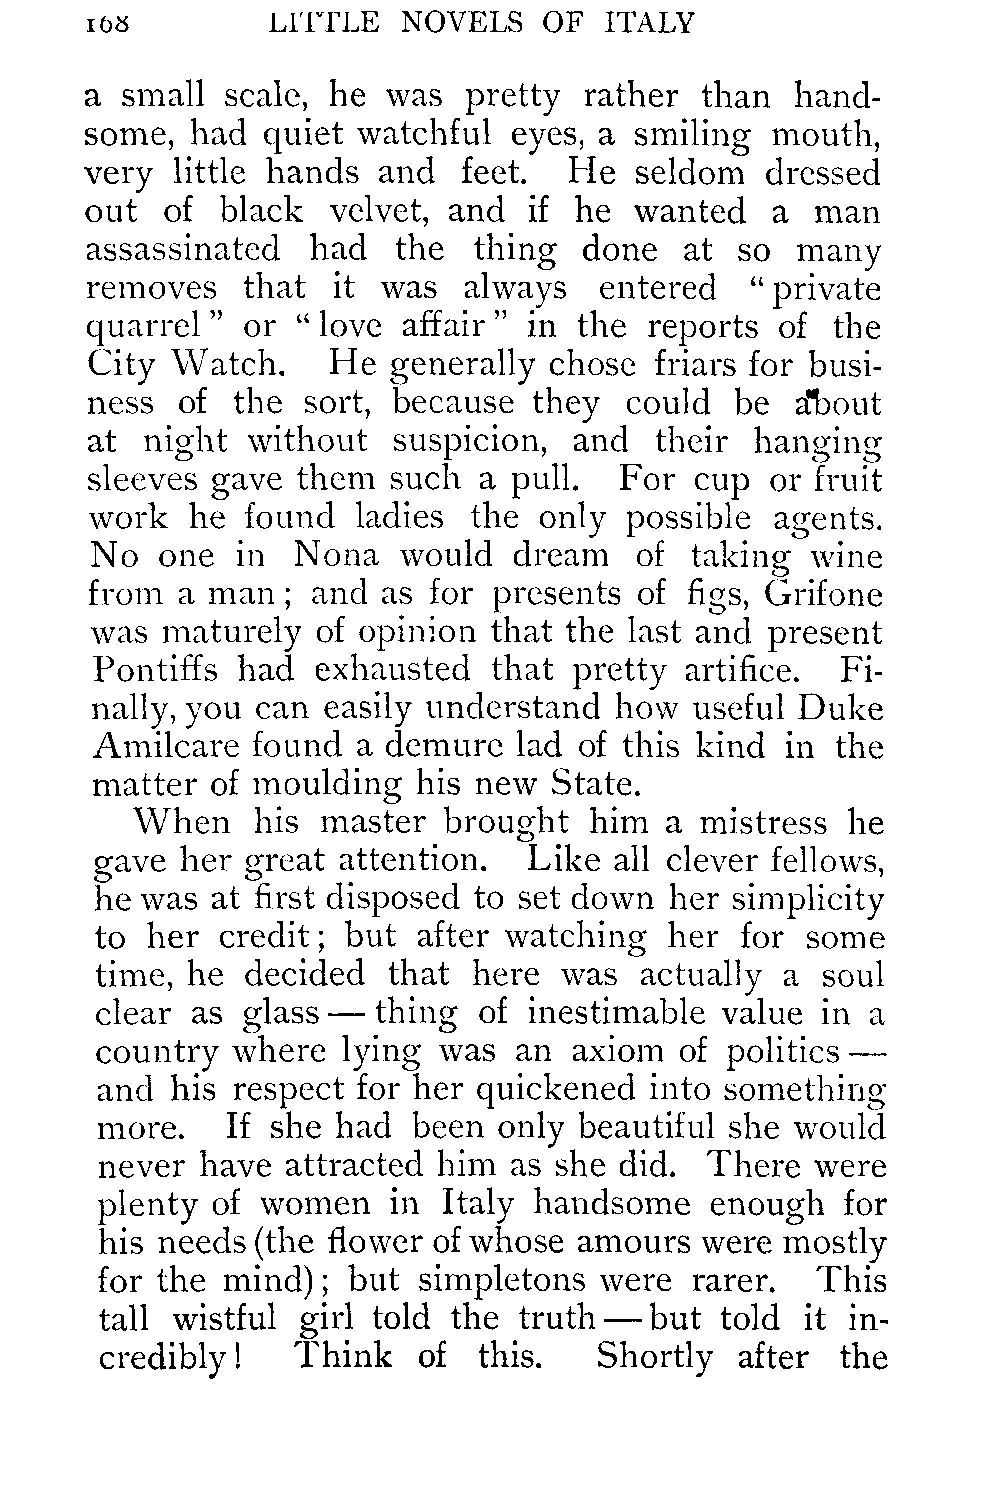 168 LITTLE NOVELS OF ITALY
a small scale, he was pretty rather than hand-
some, had quiet watchful eyes, a smiling mouth,
very little hands and feet. He seldom dressed
out of black velvet, and if he wanted a man
assassinated had the thing done at so many
removes that it was always entered “private
quarrel” or “love affair” in the reports of the
City Watch. He generally chose friars for busi-
ness of the sort, because they could be about
at night without suspicion, and their hanging
sleeves gave them such a pull. For cup or fruit
work he found ladies the only possible agents.
No one in Nona would dream of taking wine
from a man; and as for presents of figs, Grifone
was maturely of opinion that the last and present
Pontiffs had exhausted that pretty artifice. Fi-
nally, you can easily understand how useful Duke
Amilcare found a demure lad of this kind in the
matter of moulding his new State.
When his master brought him a mistress he
gave her great attention. Like all clever fellows,
he was at first disposed to set down her simplicity
to her credit; but after watching her for some
time, he decided that here was actually a soul
clear as glass — thing of inestimable value in a
country where lying was an axiom of politics —
and his respect for her quickened into something
more. If she had been only beautiful she would
never have attracted him as she did. There were
plenty of women in Italy handsome enough for
his needs (the flower of whose amours were mostly
for the mind); but simpletons were rarer. This
tall wistful girl told the truth — but told it in-
credibly! Think of this. Shortly after the